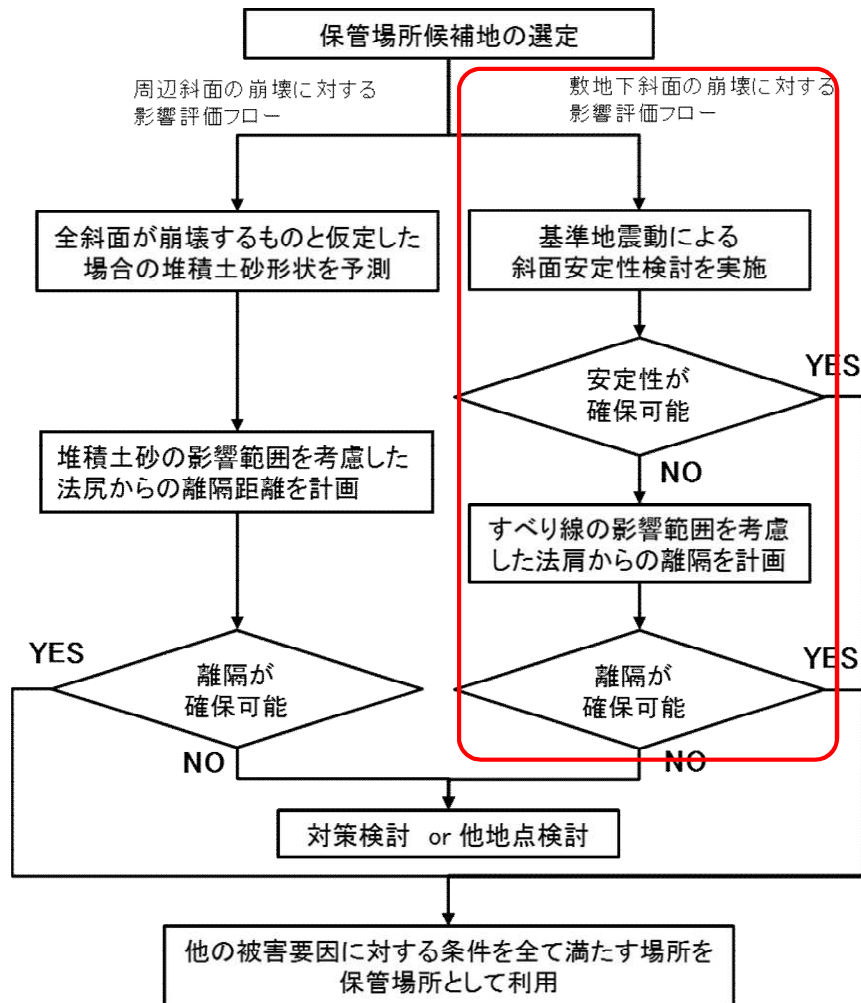 保管場所候補地の選定
周辺斜面の崩壊に対する
影響評価フロー
敷地下斜面の崩壊に対する
影響評価フロー
全斜面が崩壊するものと仮定した
場合の堆積土砂形状を予測
基準地震動による
斜面安定性検討を実施
安定性が
確保可能
YES
NO
堆積土砂の影響範囲を考慮した
法尻からの離隔距離を計画
すべり線の影響範囲を考慮
した法肩からの離隔を計画
YES
離隔が
確保可能
NO
離隔が
確保可能
YES
NO
対策検討 or 他地点検討
他の被害要因に対する条件を全て満たす場所を
保管場所として利用